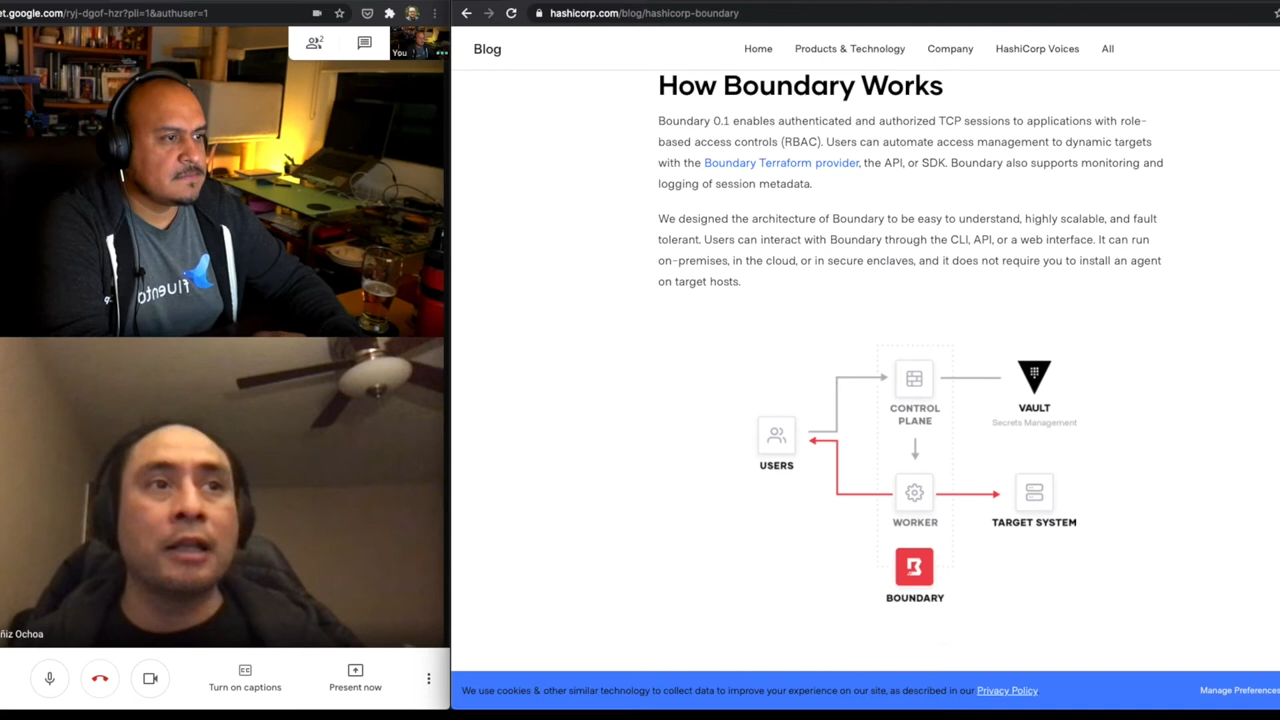 et.google.com/ryj-dgof-hzr?pli=1&authuser=1
hashicorp.com/blog/hashicorp-boundary
2
You
Blog
Home
Products & Technology
Company
HashiCorp Voices
All
How Boundary Works
Boundary 0.1 enables authenticated and authorized TCP sessions to applications with role-
based access controls (RBAC). Users can automate access management to dynamic targets
with the Boundary Terraform provider, the API, or SDK. Boundary also supports monitoring and
logging of session metadata.
We designed the architecture of Boundary to be easy to understand, highly scalable, and fault
tolerant. Users can interact with Boundary through the CLI, API, or a web interface. It can run
on-premises, in the cloud, or in secure enclaves, and it does not require you to install an agent
on target hosts.
CONTROL
PLANE
VAULT
Secrets Management
USERS
WORKER
TARGET SYSTEM
BOUNDARY
fluent
ñiz Ochoa
CC
Turn on captions
Present now
We use cookies & other similar technology to collect data to improve your experience on our site, as described in our Privacy Policy
Manage Preferences